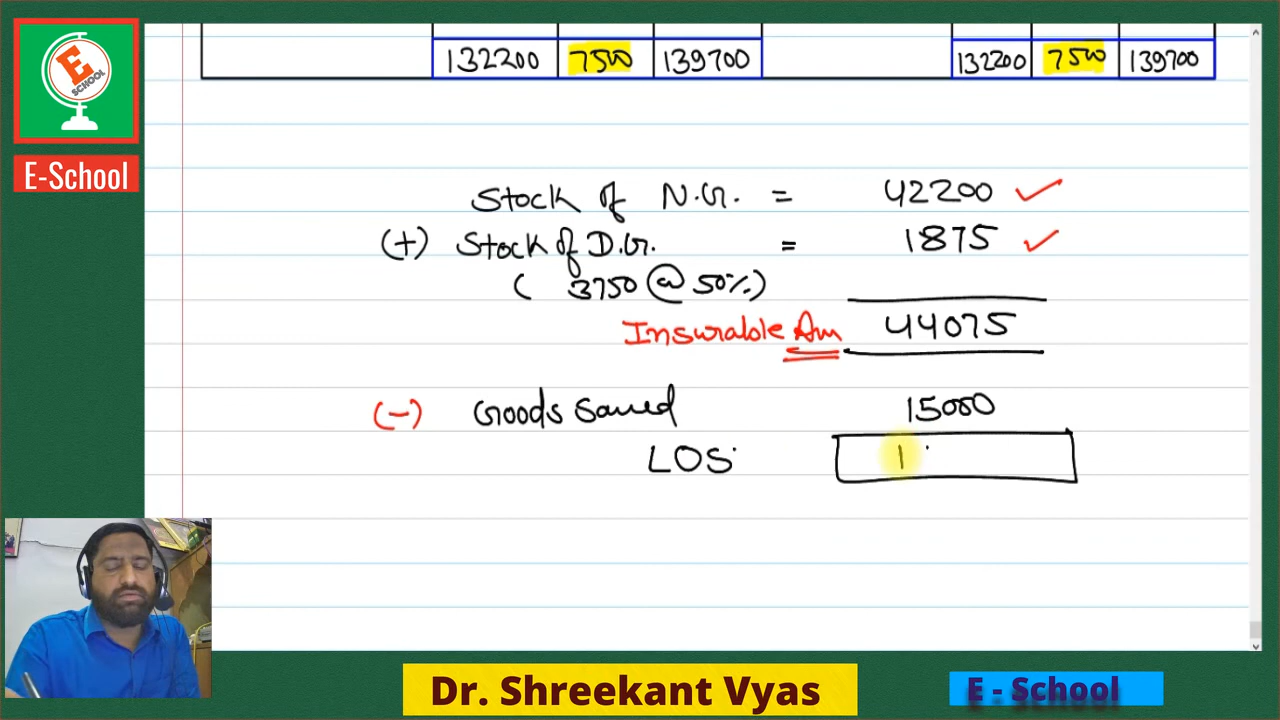 132200 7500 139700 132200 7500 139700
E SCHOOL
E-School
Stock of N.G. = 42200
(+) Stock of D.G. = 1875
( 3750 @ 50%)
Insurable Am 44075
(-) Goods Saved 15000
LOS 1
Dr. Shreekant Vyas
E - School